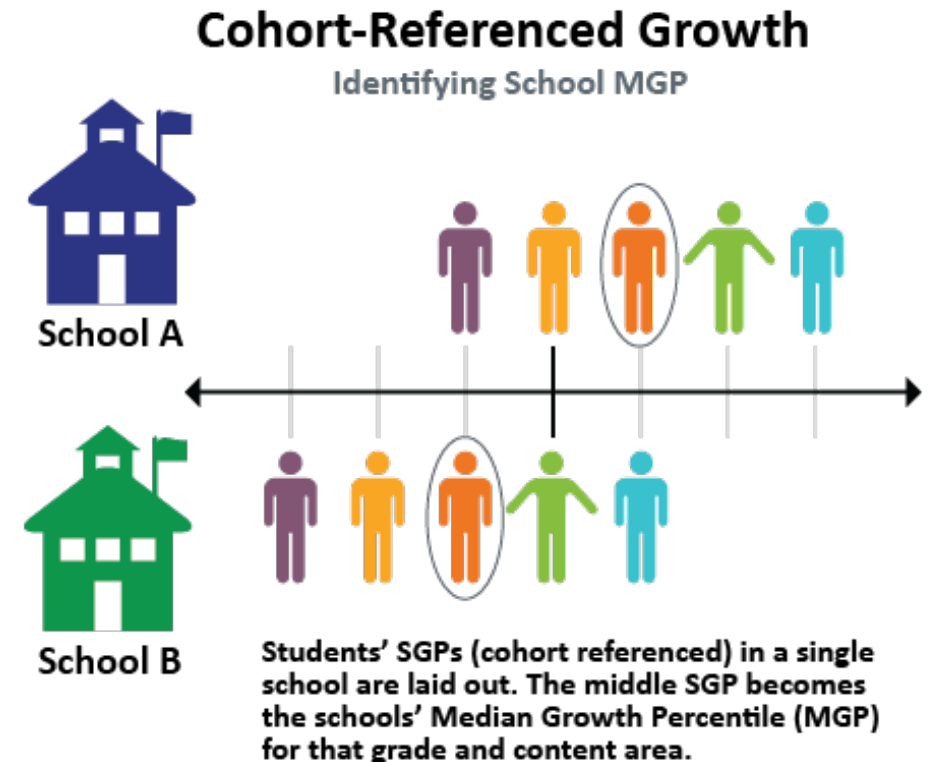 Cohort-Referenced Growth
Identifying School MGP
School A
School B
Students’ SGPs (cohort referenced) in a single
school are laid out. The middle SGP becomes
the schools’ Median Growth Percentile (MGP)
for that grade and content area.